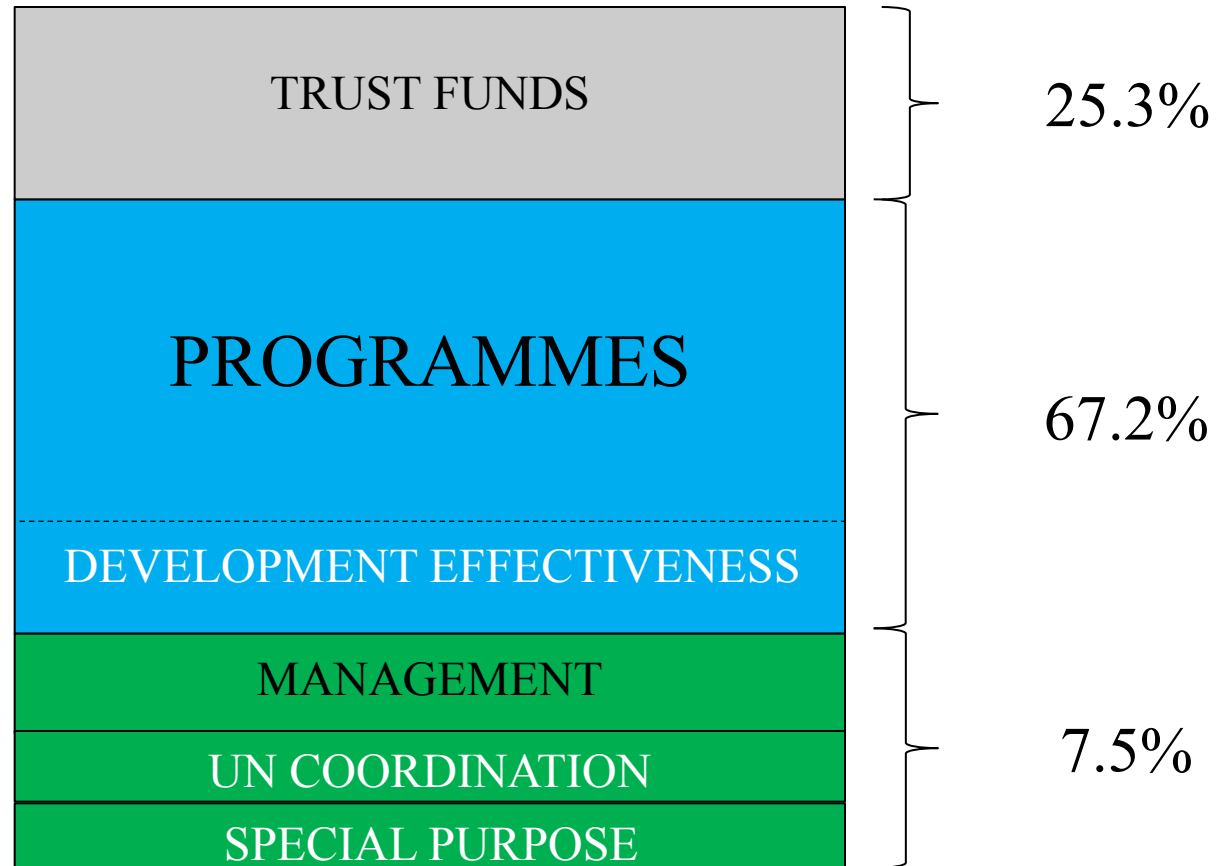 TRUST FUNDS
25.3%
PROGRAMMES
67.2%
DEVELOPMENT EFFECTIVENESS
MANAGEMENT
UN COORDINATION
7.5%
SPECIAL PURPOSE